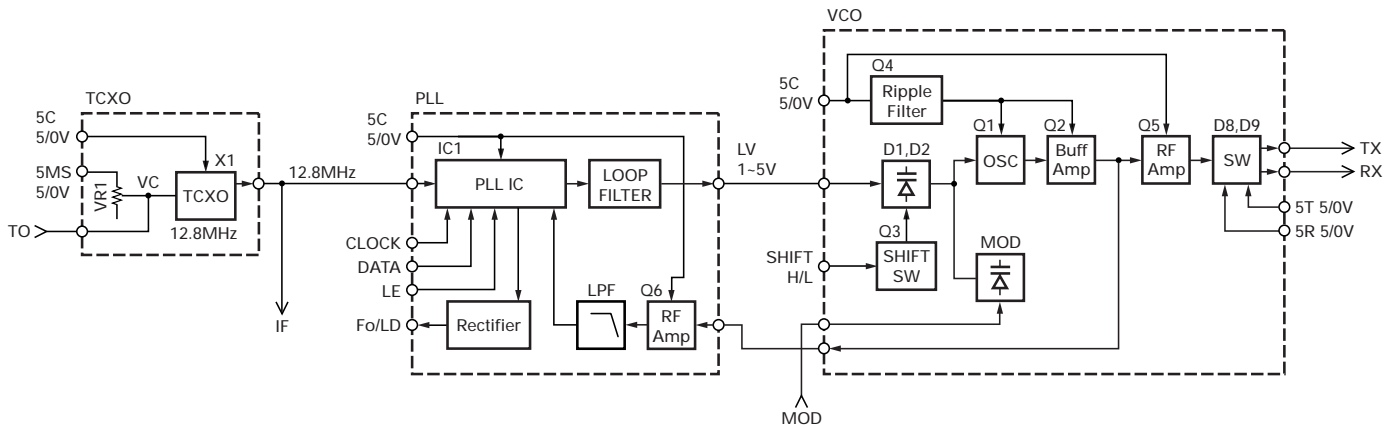 VCO
TCXO
5C
5/0V
5MS
5/0V
VR1
VC
X1
TCXO
12.8MHz
TO
12.8MHz
IF
PLL
5C
5/0V
IC1
PLL IC
LOOP
FILTER
CLOCK
DATA
LE
Fo/LD
Rectifier
LPF
Q6
RF
Amp
LV
1~5V
5C
5/0V
Q4
Ripple
Filter
Q1
OSC
Q2
Buff
Amp
Q5
RF
Amp
D8,D9
SW
TX
RX
5T 5/0V
5R 5/0V
D1,D2
Q3
SHIFT
SW
SHIFT
H/L
MOD
MOD